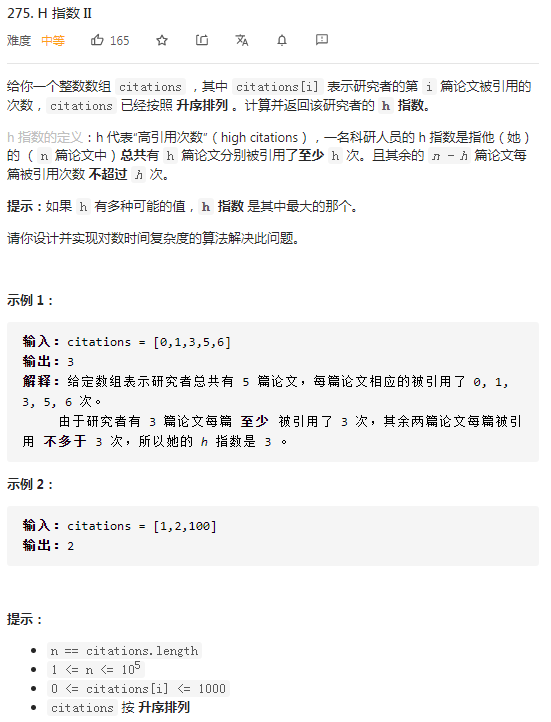 275. H 指数 II
难度 中等 165
给你一个整数数组 citations ，其中 citations[i] 表示研究者的第 i 篇论文被引用的
次数，citations 已经按照 升序排列 。计算并返回该研究者的 h 指数。
h 指数的定义：h 代表“高引用次数”（high citations），一名科研人员的 h 指数是指他（她）
的 （ n 篇论文中）总共有 h 篇论文分别被引用了至少 h 次。且其余的 n - h 篇论文每
篇被引用次数 不超过 h 次。
提示：如果 h 有多种可能的值，h 指数 是其中最大的那个。
请你设计并实现对数时间复杂度的算法解决此问题。
示例 1：
输入：citations = [0,1,3,5,6]
输出：3
解释：给定数组表示研究者总共有 5 篇论文，每篇论文相应的被引用了 0, 1,
3, 5, 6 次。
由于研究者有 3 篇论文每篇 至少 被引用了 3 次，其余两篇论文每篇被引
用 不多于 3 次，所以她的 h 指数是 3 。
示例 2：
输入：citations = [1,2,100]
输出：2
提示：
n == citations.length
1 <= n <= 10⁵
0 <= citations[i] <= 1000
citations 按 升序排列